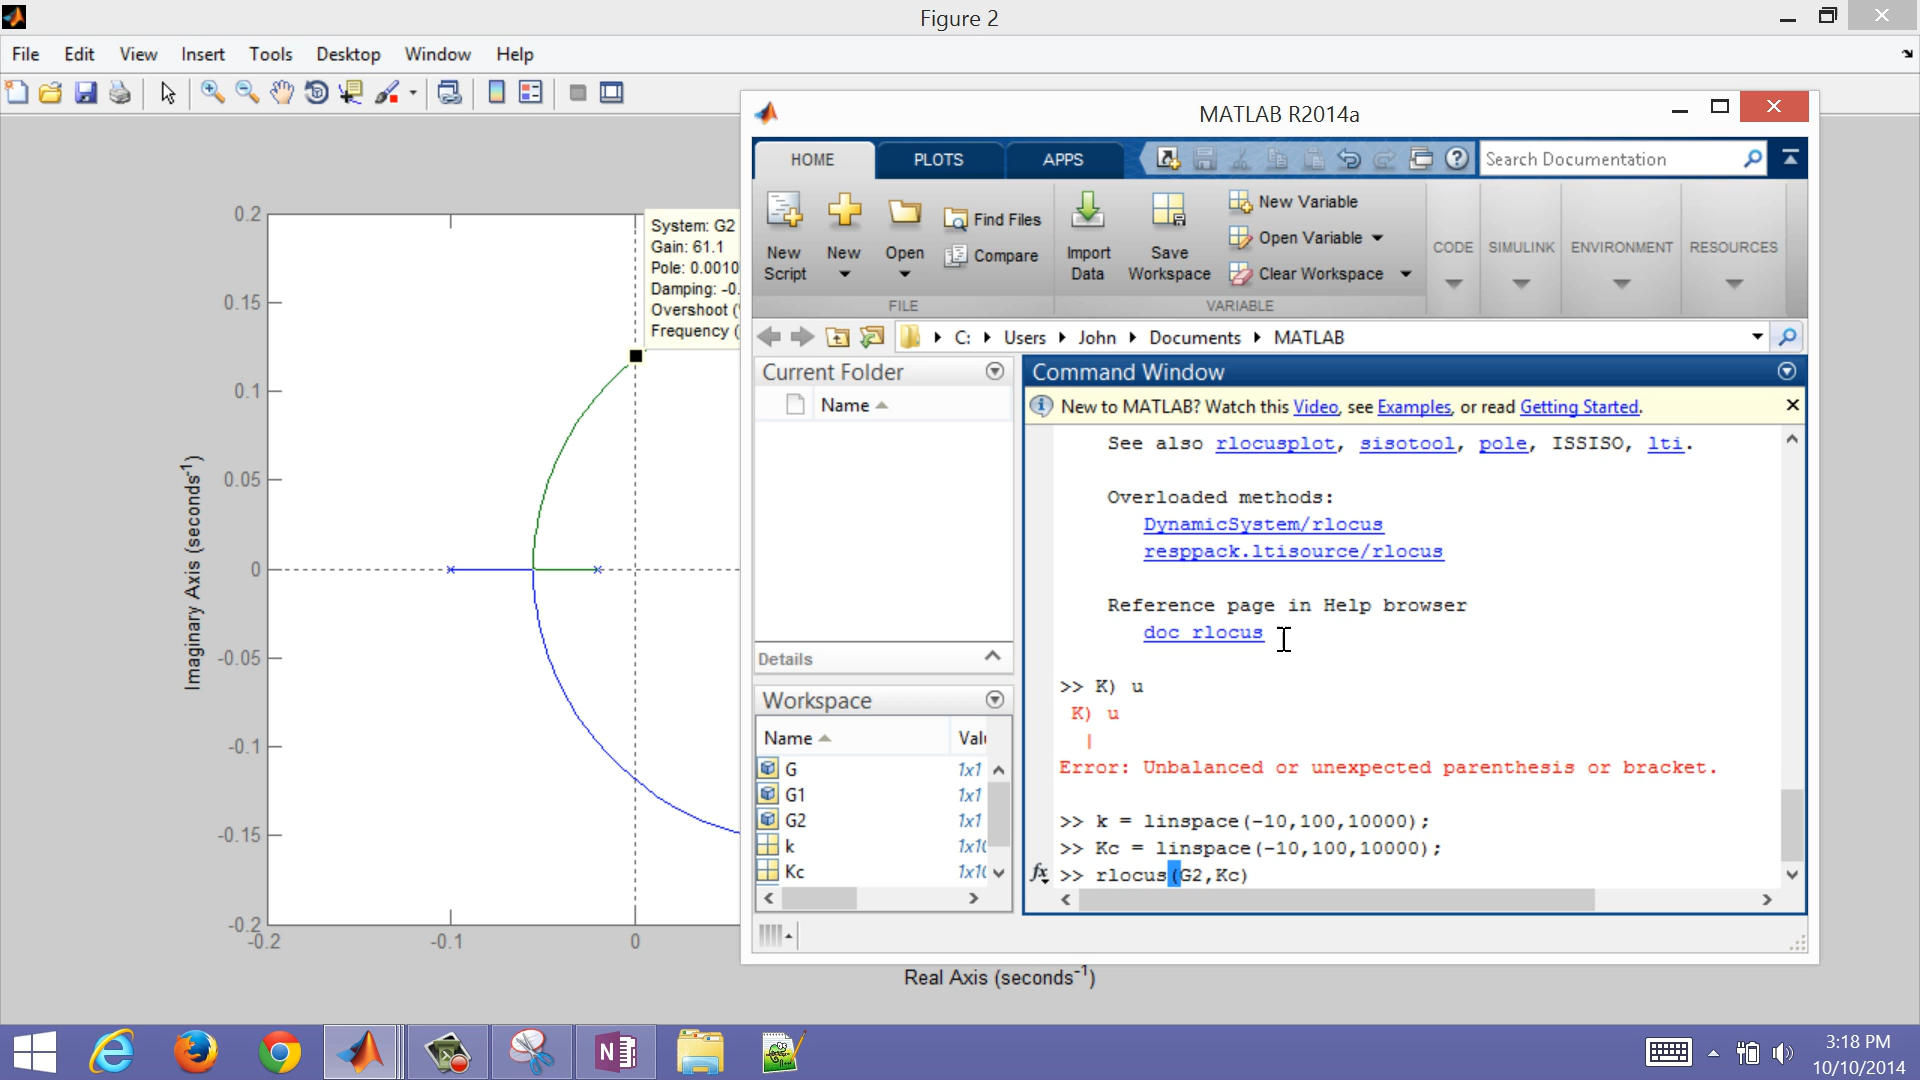 Figure 2
File Edit View Insert Tools Desktop Window Help
MATLAB R2014a
HOME PLOTS APPS
Search Documentation
New Script
New
Open
Find Files
Compare
Import Data
Save Workspace
New Variable
Open Variable
Clear Workspace
CODE SIMULINK ENVIRONMENT RESOURCES
FILE VARIABLE
C: Users John Documents MATLAB
Current Folder
Name
Details
Workspace
Name Valu
G 1x1
G1 1x1
G2 1x1
k 1x10
Kc 1x10
Command Window
New to MATLAB? Watch this Video, see Examples, or read Getting Started.
See also rlocusplot, sisotool, pole, ISSISO, lti.
Overloaded methods:
DynamicSystem/rlocus
resppack.ltisource/rlocus
Reference page in Help browser
doc rlocus
>> K) u
K) u
|
Error: Unbalanced or unexpected parenthesis or bracket.
>> k = linspace(-10,100,10000);
>> Kc = linspace(-10,100,10000);
fx >> rlocus(G2,Kc)
System: G2
Gain: 61.1
Pole: 0.0010
Damping: -0.
Overshoot (
Frequency (
0.2
0.15
0.1
0.05
0
-0.05
-0.1
-0.15
-0.2
-0.2 -0.1 0
Imaginary Axis (seconds-1)
Real Axis (seconds-1)
3:18 PM
10/10/2014